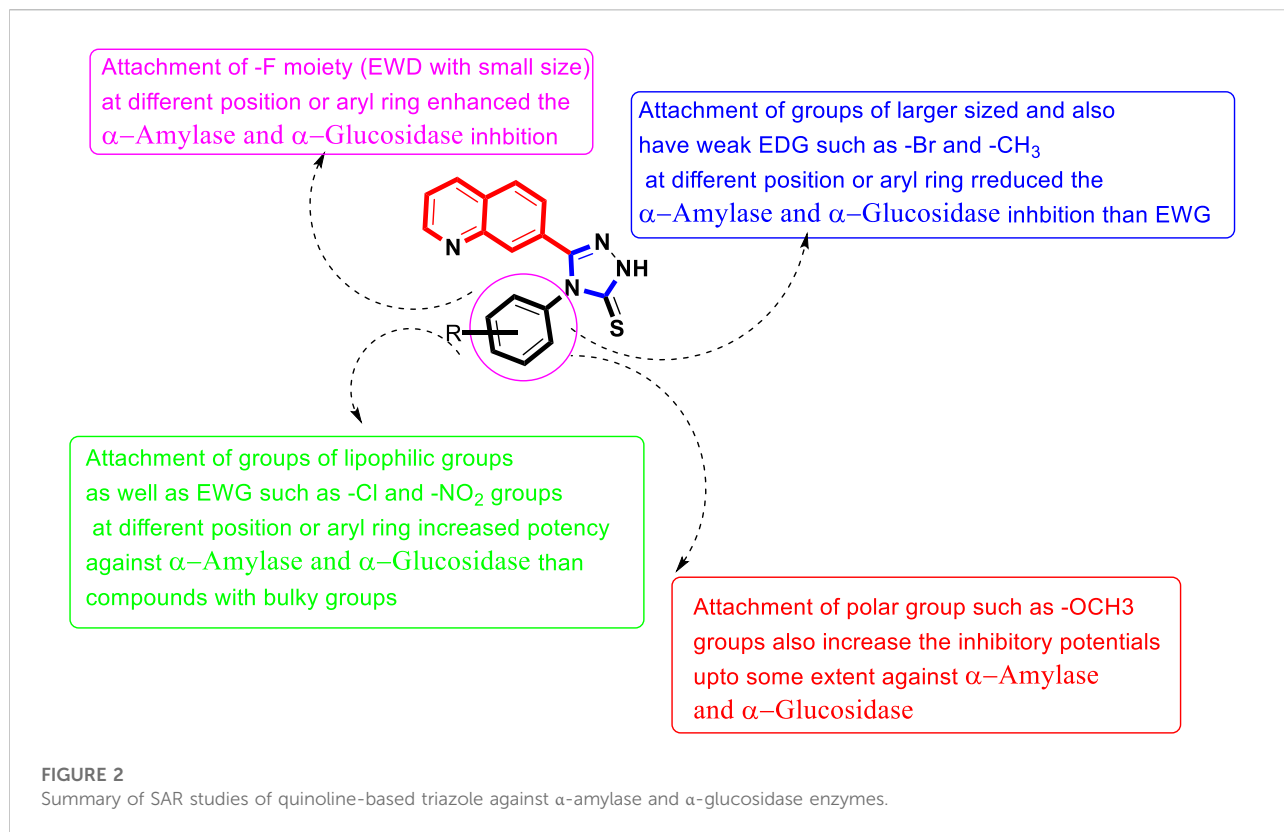 Attachment of -F moiety (EWD with small size)
at different position or aryl ring enhanced the
α–Amylase and α–Glucosidase inhbition
Attachment of groups of larger sized and also
have weak EDG such as -Br and -CH₃
at different position or aryl ring rreduced the
α–Amylase and α–Glucosidase inhbition than EWG
N
N
NH
N
S
R
Attachment of groups of lipophilic groups
as well as EWG such as -Cl and -NO₂ groups
at different position or aryl ring increased potency
against α–Amylase and α–Glucosidase than
compounds with bulky groups
Attachment of polar group such as -OCH3
groups also increase the inhibitory potentials
upto some extent against α–Amylase
and α–Glucosidase
FIGURE 2
Summary of SAR studies of quinoline-based triazole against α-amylase and α-glucosidase enzymes.